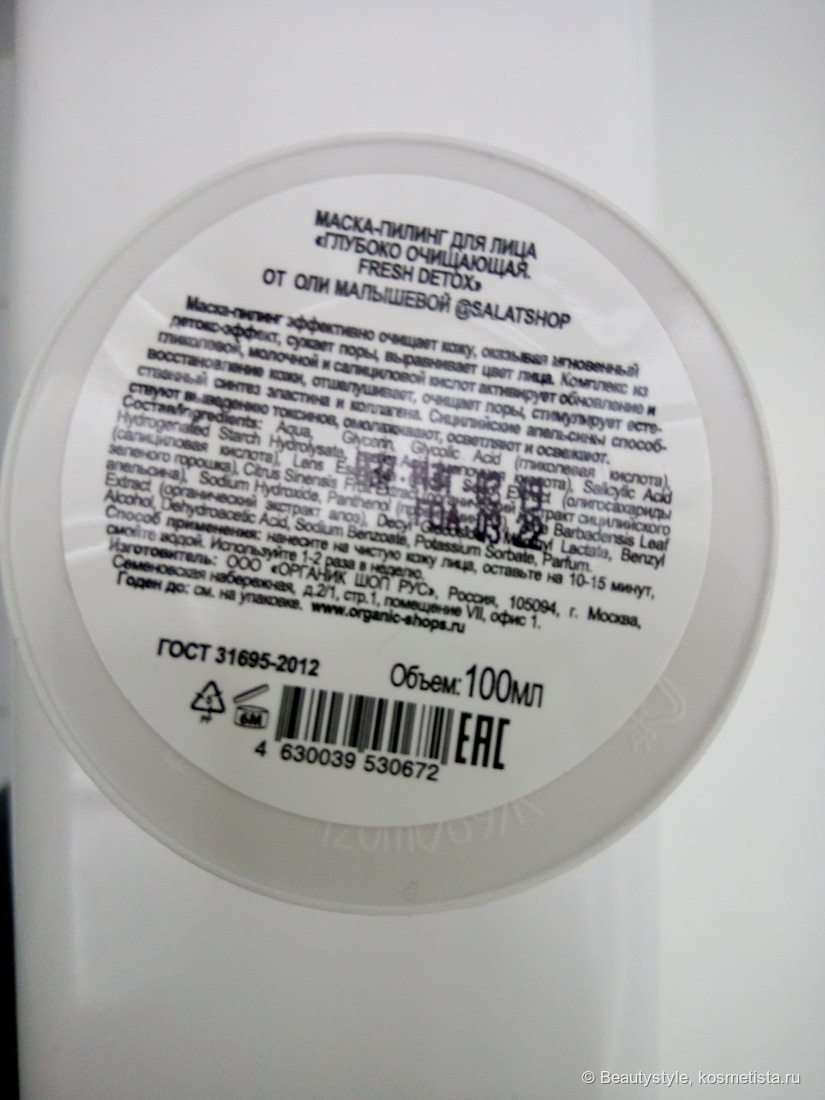 МАСКА-ПИЛИНГ ДЛЯ ЛИЦА
«ГЛУБОКО ОЧИЩАЮЩАЯ.
FRESH DETOX»
ОТ ОЛИ МАЛЫШЕВОЙ @SALATSHOP
Маска-пилинг эффективно очищает кожу, оказывая мгновенный
детокс-эффект, сужает поры, выравнивает цвет лица. Комплекс из
гликолевой, молочной и салициловой кислот активирует обновление и
восстановление кожи, отшелушивает, очищает поры, стимулирует есте-
ственный синтез эластина и коллагена. Сицилийские апельсины способ-
ствуют выведению токсинов, омолаживают, осветляют и освежают.
Состав/Ingredients: Aqua, Glycerin, Glycolic Acid (гликолевая кислота),
Hydrogenated Starch Hydrolysate, кислота), Salicylic Acid
(салициловая кислота), Lens Extract (олигосахариды
зеленого горошка), Citrus Sinensis Fruit Extract экстракт сицилийского
апельсина), Sodium Hydroxide, Panthenol Barbadensis Leaf
Extract (органический экстракт алоэ), Decyl Lactate, Benzyl
Alcohol, Dehydroacetic Acid, Sodium Benzoate, Potassium Sorbate, Parfum.
Способ применения: нанесите на чистую кожу лица, оставьте на 10-15 минут,
смойте водой. Используйте 1-2 раза в неделю.
Изготовитель: ООО «ОРГАНИК ШОП РУС», Россия, 105094, г. Москва,
Семеновская набережная, д.2/1, стр.1, помещение VII, офис 1.
Годен до: см. на упаковке. www.organic-shops.ru
ГОСТ 31695-2012
Объем: 100мл
5
PP
6M
EAC
4 630039 530672
© Beautystyle, kosmetista.ru